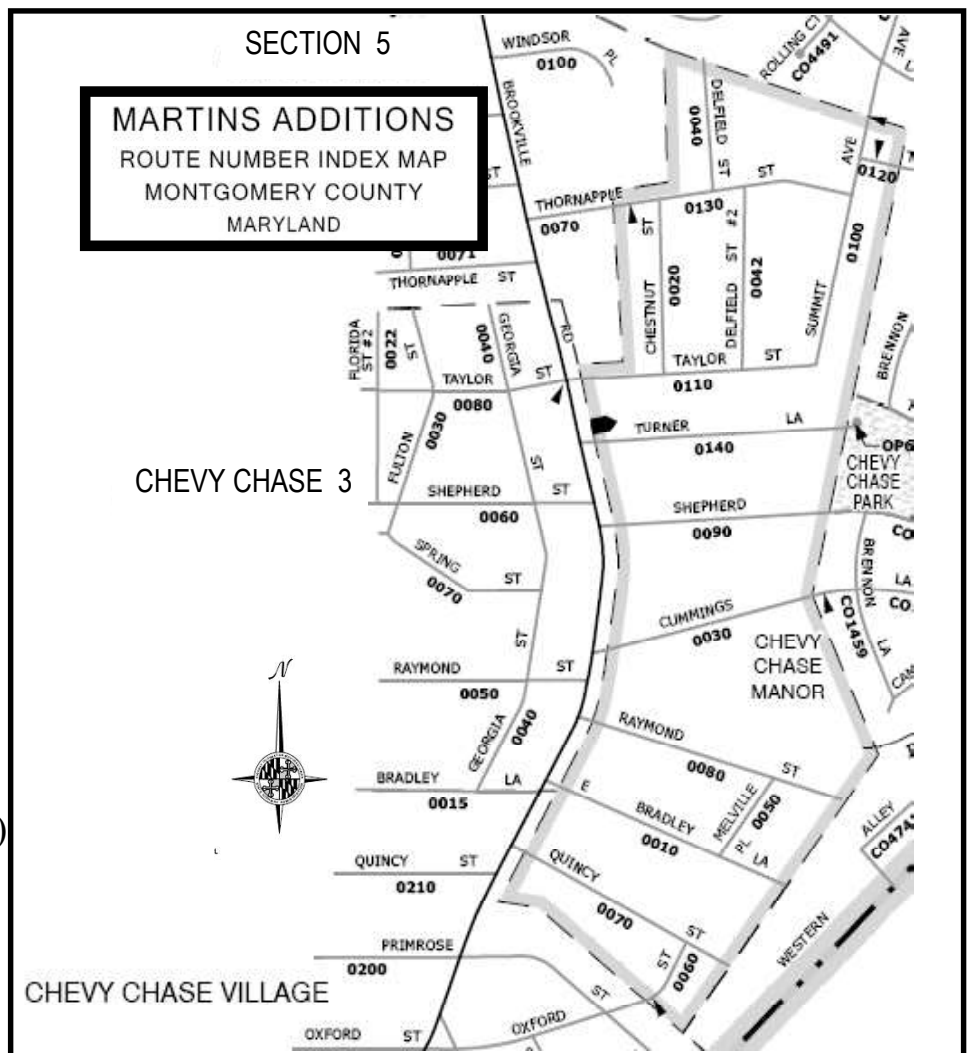 SECTION 5
MARTINS ADDITIONS
ROUTE NUMBER INDEX MAP
MONTGOMERY COUNTY
MARYLAND
WINDSOR PL
0100
BROOKVILLE
RD
ROLLING CT
CO4491
AVE
DELFIELD ST
0040
AVE
0120
ST
THORNAPPLE ST
0070
0130
0071
THORNAPPLE ST
CHESTNUT ST
0020
DELFIELD ST #2
0042
SUMMIT
0100
BRENNON
FLORIDA
ST #2
0022
ST
0040
GEORGIA
ST
TAYLOR
0080
TAYLOR ST
0110
FULTON
0030
TURNER LA
0140
OP6
CHEVY
CHASE
PARK
CHEVY CHASE 3
ST
ST
SHEPHERD
0060
SHEPHERD
0090
CO
SPRING ST
0070
BRENNON
LA
LA
CO
CUMMINGS
0030
CO1459
CHEVY
CHASE
MANOR
CAM
RAYMOND ST
0050
ST
N
GEORGIA
0040
RAYMOND ST
0080
BRADLEY LA
0015
E BRADLEY LA
0010
MELVILLE PL
0050
ALLEY
CO474
QUINCY ST
0210
QUINCY ST
0070
WESTERN
PRIMROSE ST
0200
ST
0060
CHEVY CHASE VILLAGE
OXFORD ST
OXFORD